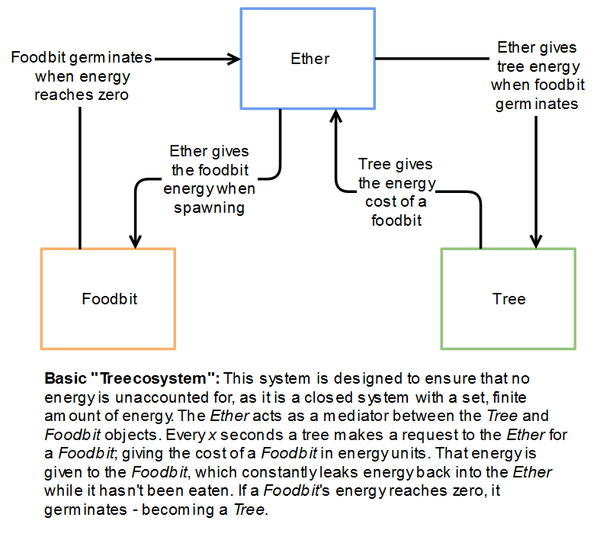 Foodbit germinates
when energy
reaches zero
Ether
Ether gives
tree energy
when foodbit
germinates
Ether gives
the foodbit
energy when
spawning
Tree gives
the energy
cost of a
foodbit
Foodbit
Tree
Basic "Treecosystem": This system is designed to ensure that no
energy is unaccounted for, as it is a closed system with a set, finite
amount of energy. The Ether acts as a mediator between the Tree and
Foodbit objects. Every x seconds a tree makes a request to the Ether for
a Foodbit; giving the cost of a Foodbit in energy units. That energy is
given to the Foodbit, which constantly leaks energy back into the Ether
while it hasn't been eaten. If a Foodbit's energy reaches zero, it
germinates - becoming a Tree.